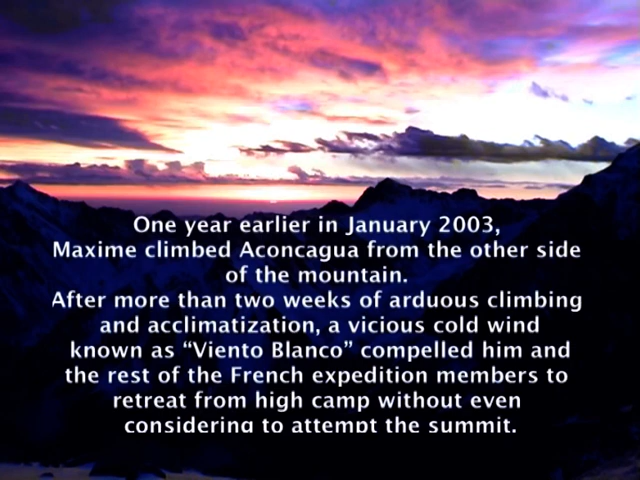 One year earlier in January 2003,
Maxime climbed Aconcagua from the other side
of the mountain.
After more than two weeks of arduous climbing
and acclimatization, a vicious cold wind
known as “Viento Blanco” compelled him and
the rest of the French expedition members to
retreat from high camp without even
considering to attempt the summit.